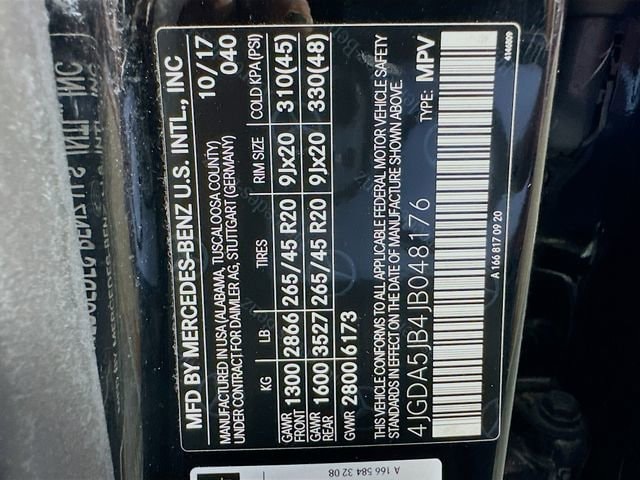 MFD BY MERCEDES-BENZ U.S. INTL., INC
MANUFACTURED IN USA (ALABAMA, TUSCALOOSA COUNTY) 10/17
UNDER CONTRACT FOR DAIMLER AG, STUTTGART (GERMANY) 040
KG LB TIRES RIM SIZE COLD KPA (PSI)
GAWR FRONT 1300 2866 265/45 R20 9Jx20 310(45)
GAWR REAR 1600 3527 265/45 R20 9Jx20 330(48)
GVWR 2800 6173
THIS VEHICLE CONFORMS TO ALL APPLICABLE FEDERAL MOTOR VEHICLE SAFETY
STANDARDS IN EFFECT ON THE DATE OF MANUFACTURE SHOWN ABOVE.
4JGDA5JB4JB048176 TYPE: MPV
A 166 817 09 20
4146809
A 166 584 32 08